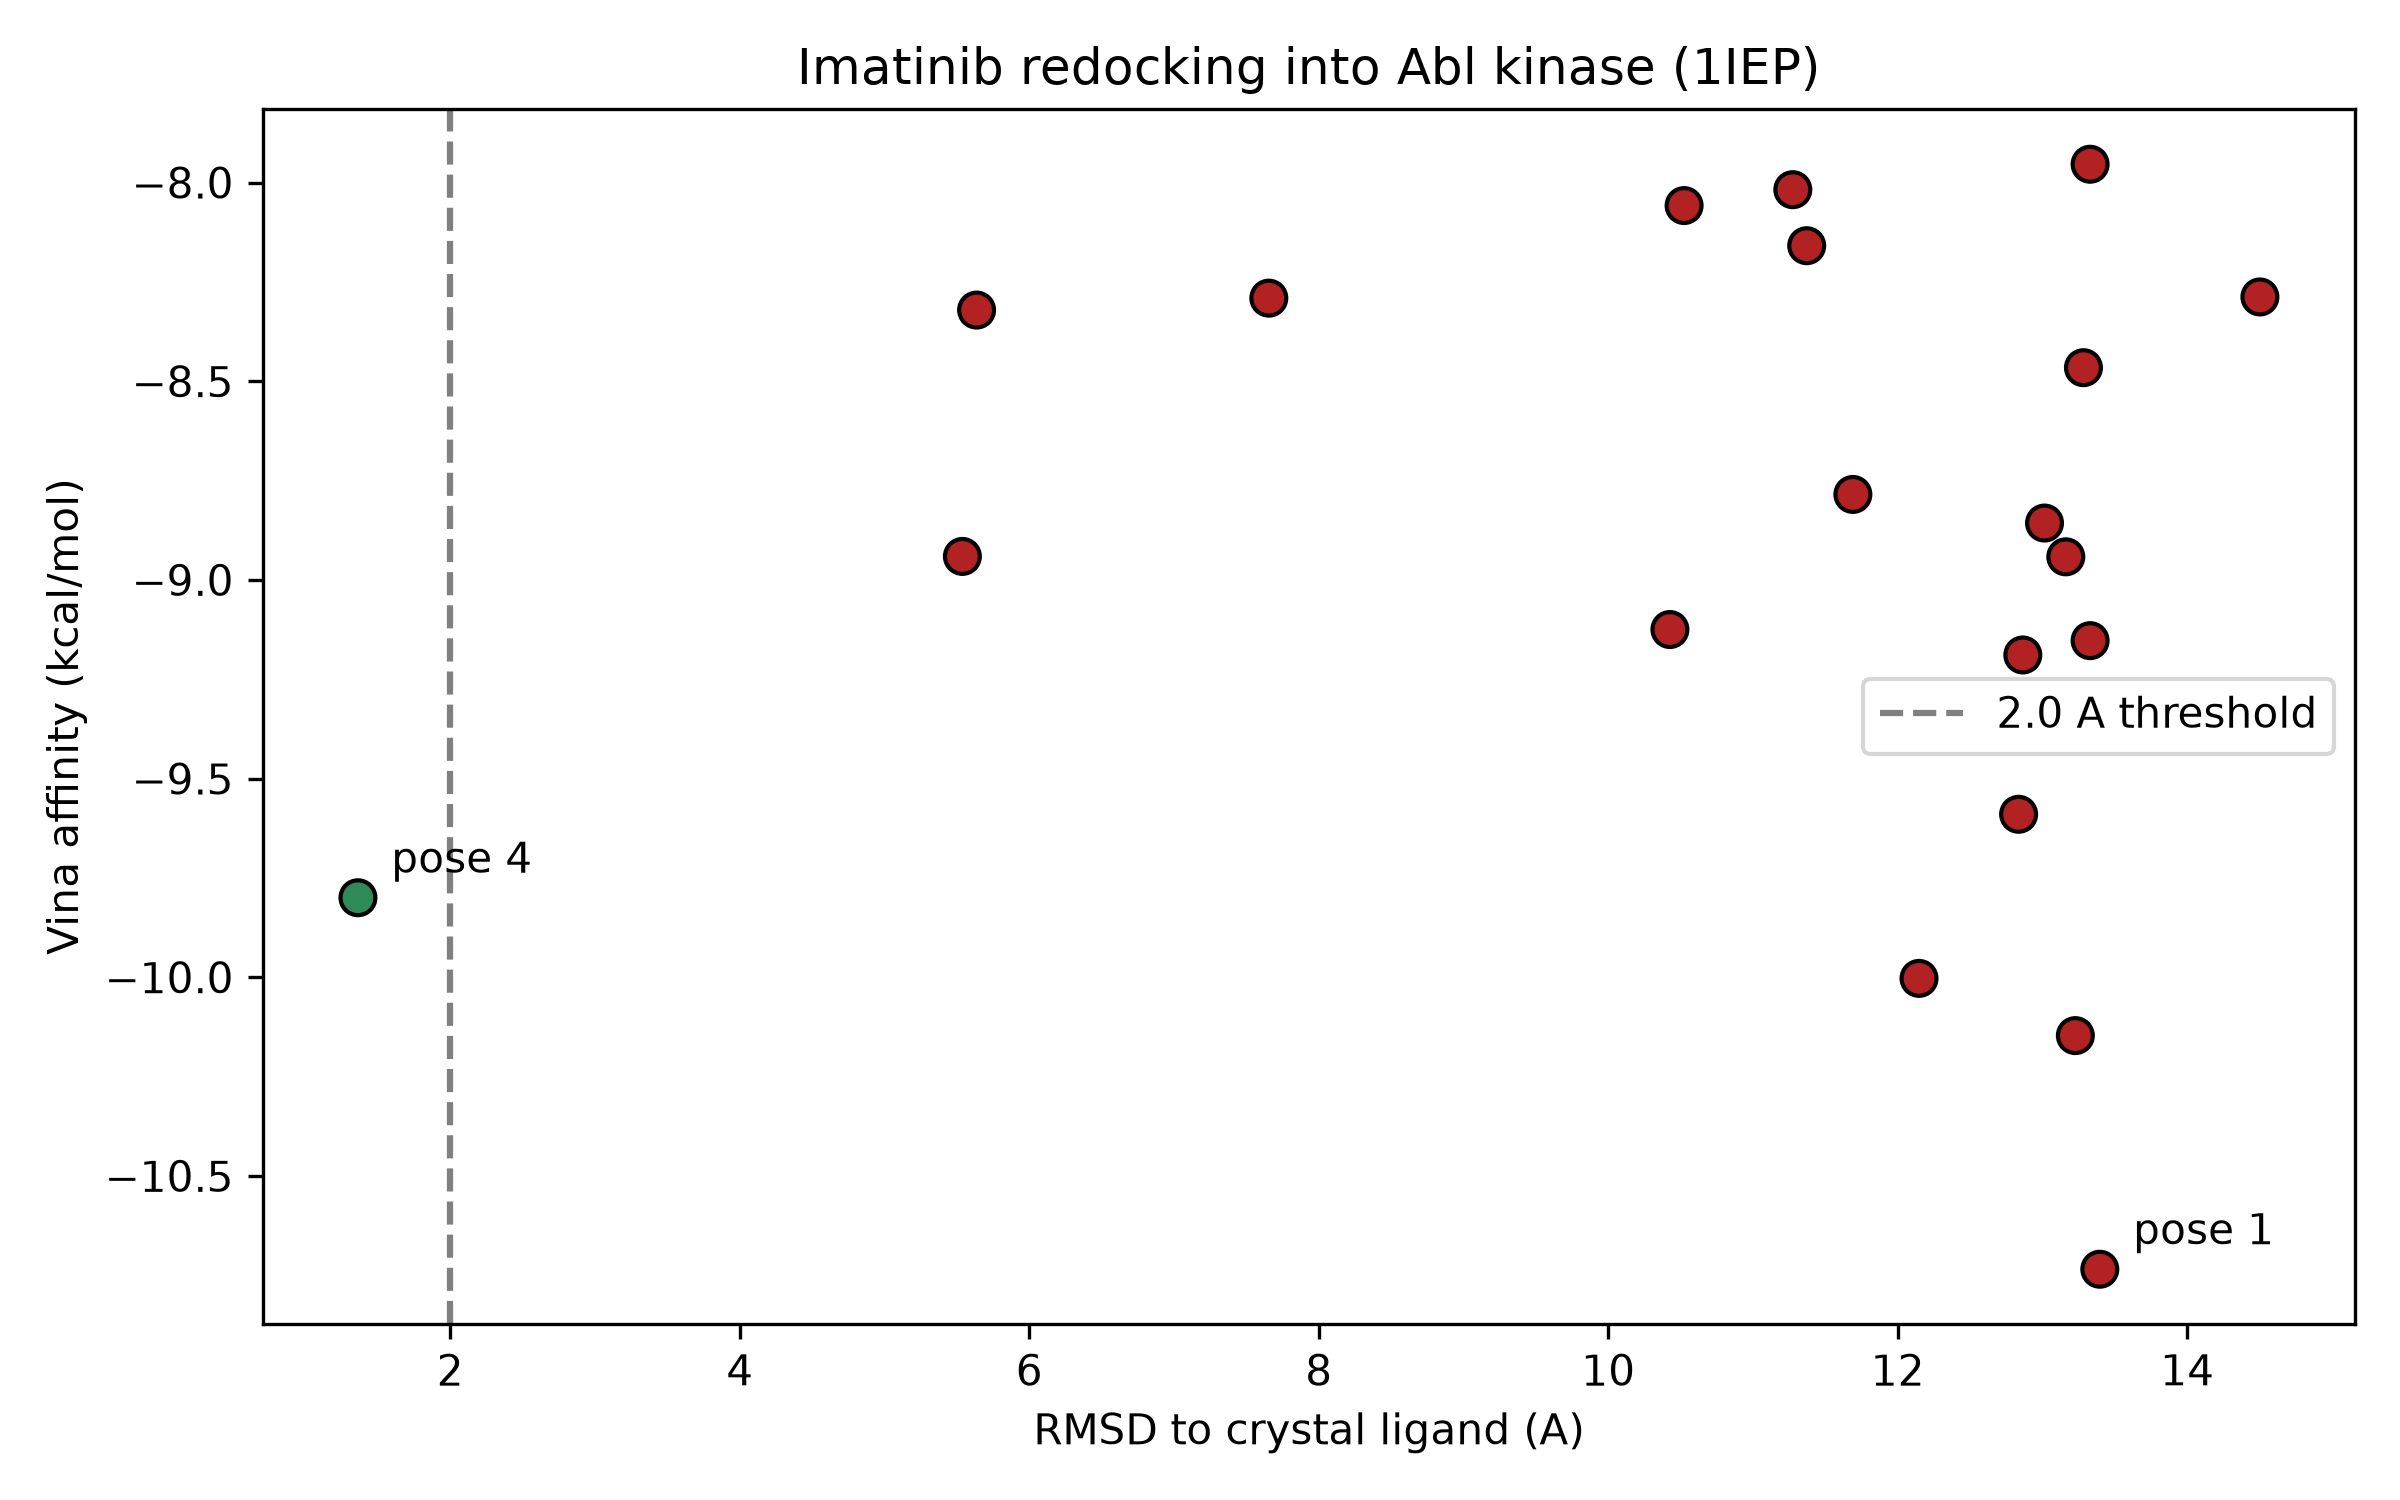 Imatinib redocking into Abl kinase (1IEP)
Vina affinity (kcal/mol)
−8.0
−8.5
−9.0
−9.5
−10.0
−10.5
2.0 A threshold
pose 4
pose 1
2 4 6 8 10 12 14
RMSD to crystal ligand (A)